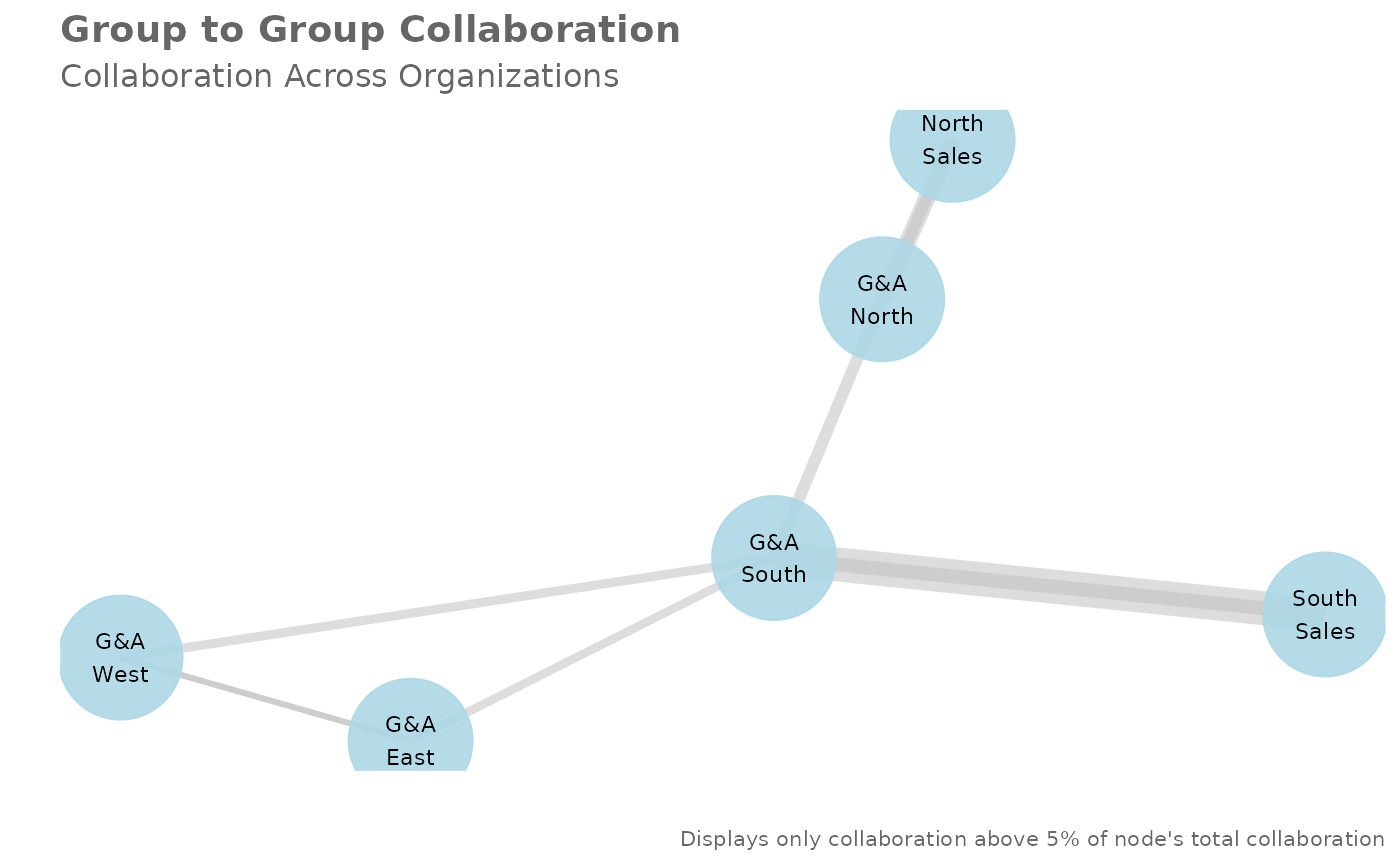 Group to Group Collaboration
Collaboration Across Organizations
North
Sales
G&A
North
G&A
South
South
Sales
G&A
West
G&A
East
Displays only collaboration above 5% of node's total collaboration